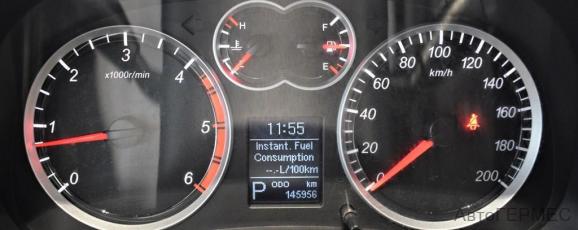 0
1
2
3
4
5
6
x1000r/min
H
F
E
11:55
Instant. Fuel
Consumption
--.-L/100km
P ODO km
145956
0
20
40
60
80
100
120
140
160
180
200
km/h
АвтоГЕРМЕС